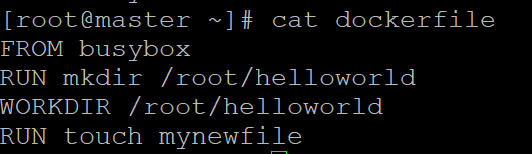 [root@master ~]# cat dockerfile
FROM busybox
RUN mkdir /root/helloworld
WORKDIR /root/helloworld
RUN touch mynewfile